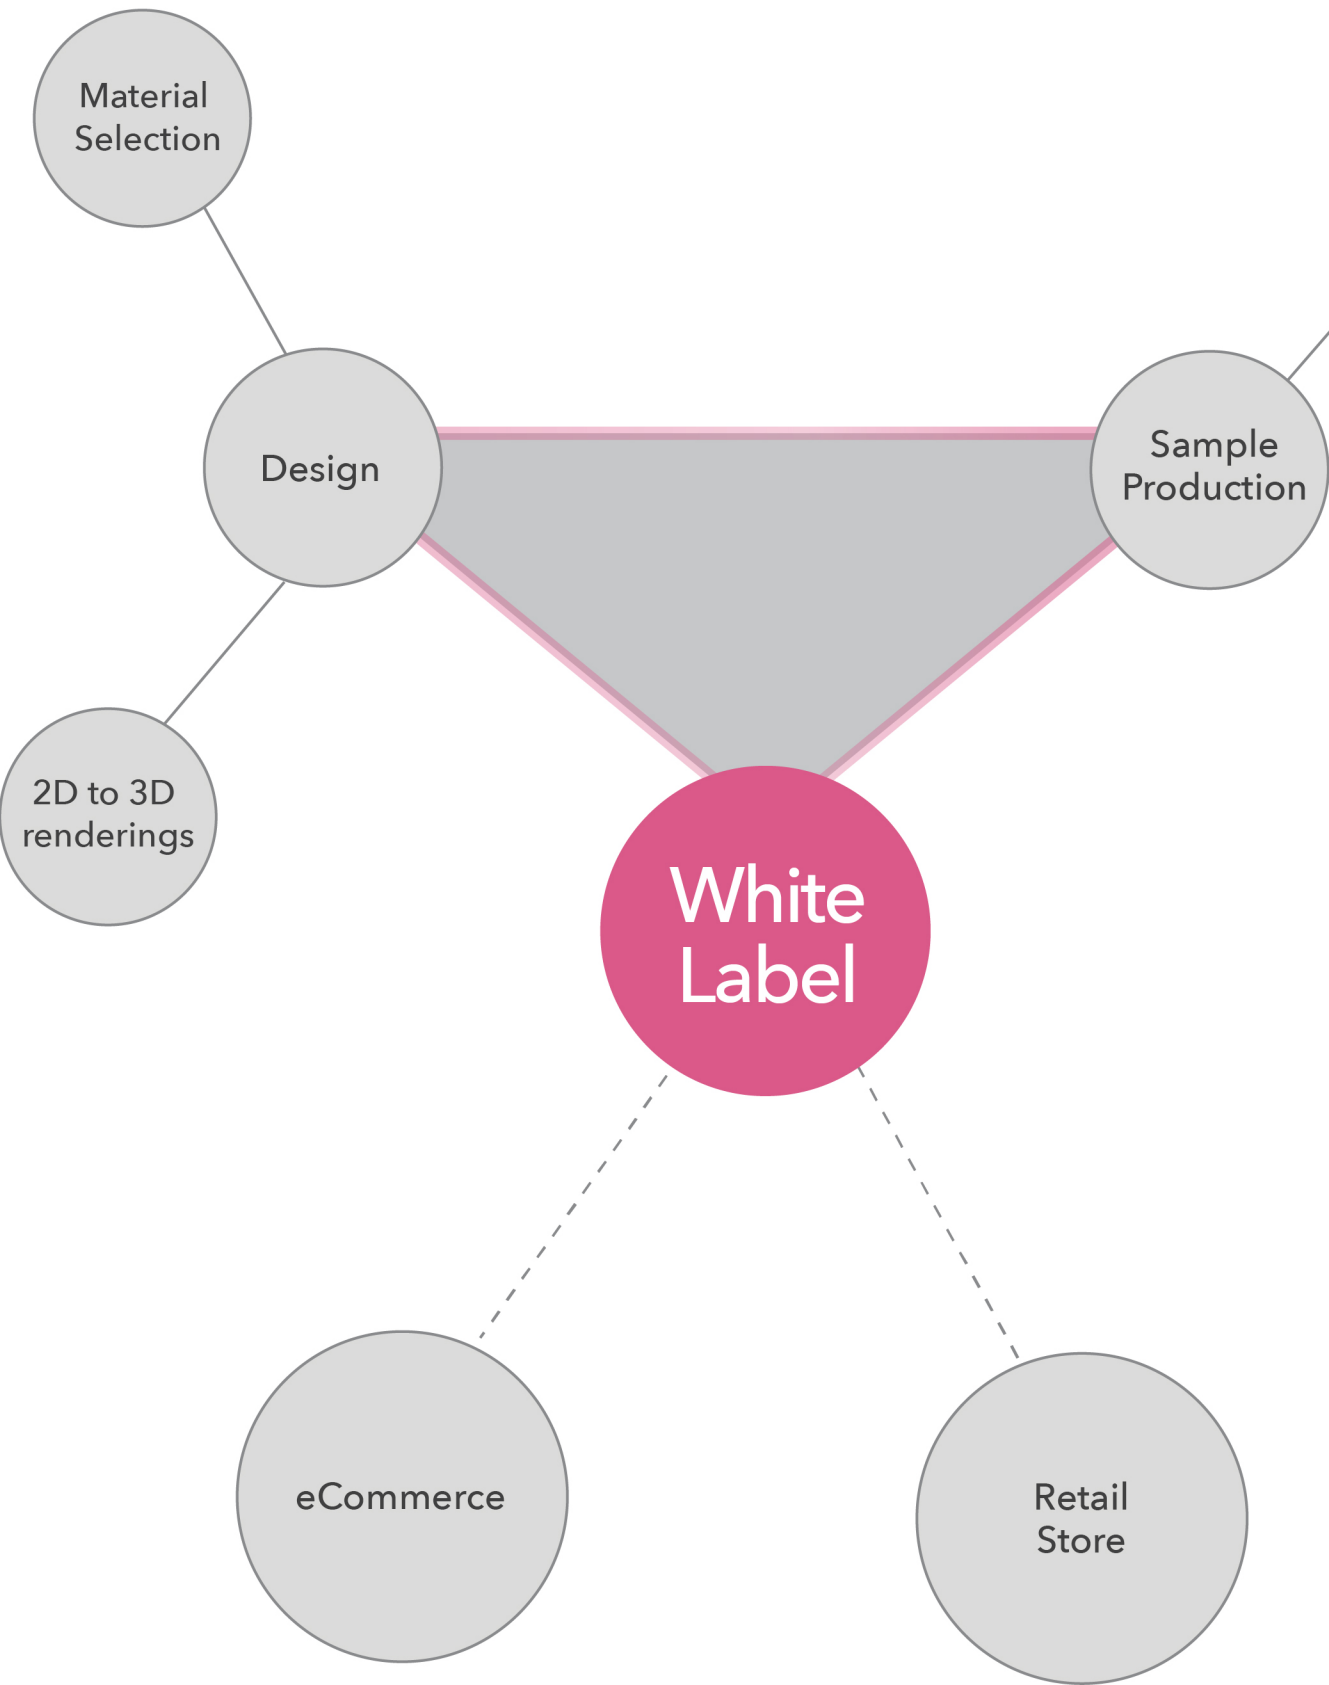 Material
Selection
Design
Sample
Production
2D to 3D
renderings
White
Label
eCommerce
Retail
Store